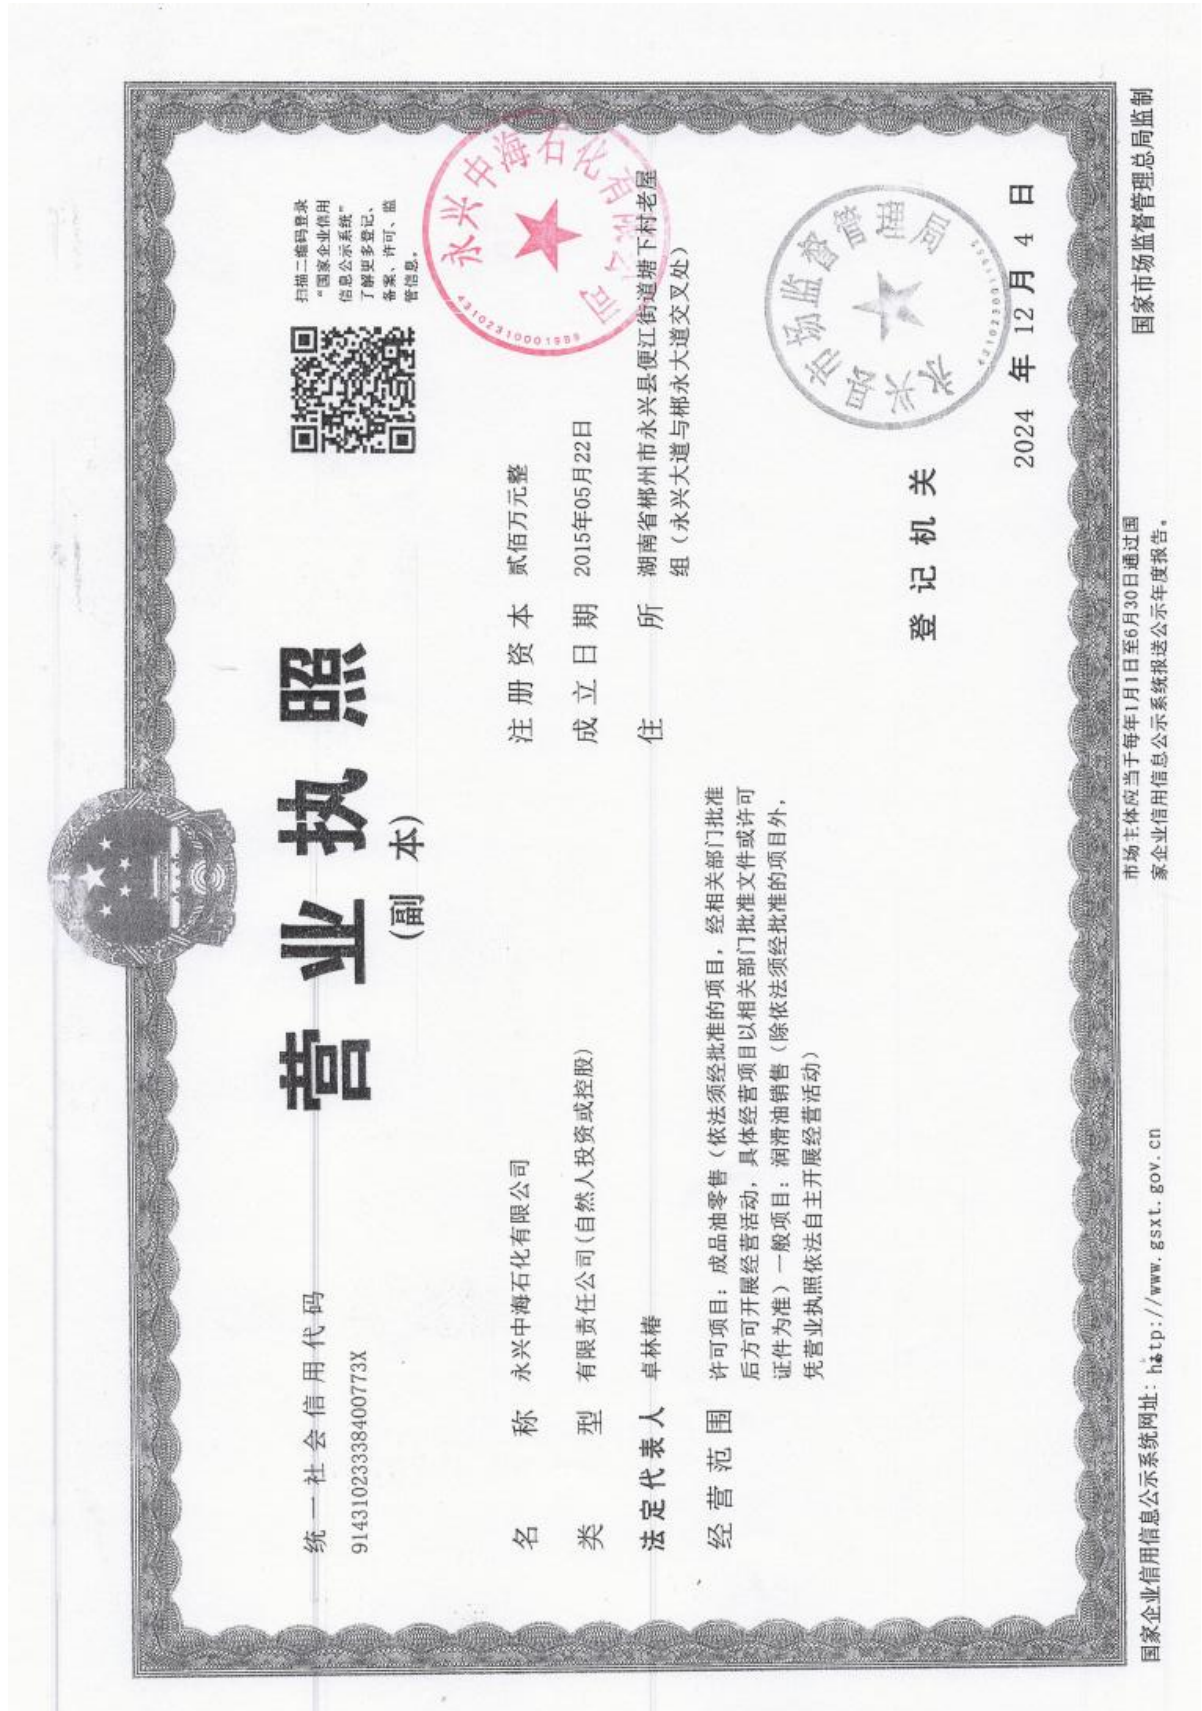 营业执照
(副 本)
统一社会信用代码
91431023338400773X
扫描二维码登录
“国家企业信用
信息公示系统”
了解更多登记、
备案、许可、监
管信息。
名 称 永兴中海石化有限公司
类 型 有限责任公司(自然人投资或控股)
法定代表人 卓林椿
经营范围 许可项目：成品油零售（依法须经批准的项目，经相关部门批准
后方可开展经营活动，具体经营项目以相关部门批准文件或许可
证件为准）一般项目：润滑油销售（除依法须经批准的项目外，
凭营业执照依法自主开展经营活动）
注册资本 贰佰万元整
成立日期 2015年05月22日
住 所 湖南省郴州市永兴县便江街道塘下村老屋
组（永兴大道与郴永大道交叉处）
永兴中海石化有限公司
43102310001989
登记机关
永兴县市场监督管理局
2024 年 12 月 4 日
国家企业信用信息公示系统网址：http://www.gsxt.gov.cn
市场主体应当于每年1月1日至6月30日通过国
家企业信用信息公示系统报送公示年度报告。
国家市场监督管理总局监制